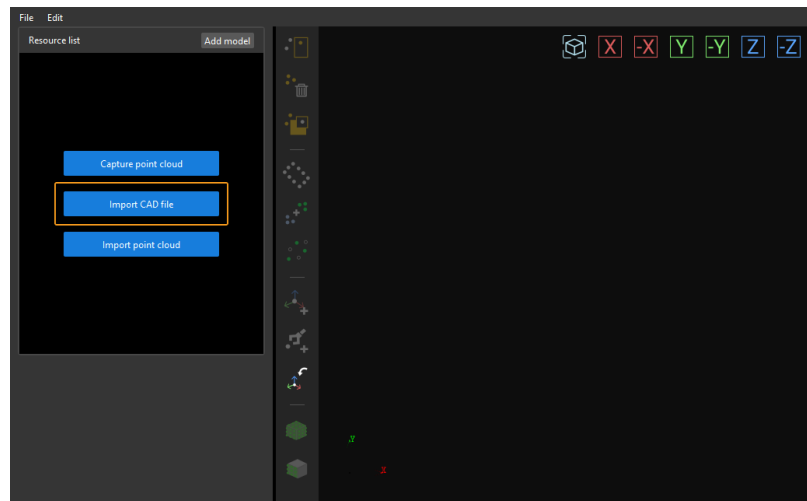 File Edit
Resource list Add model
X -X Y -Y Z -Z
Capture point cloud
Import CAD file
Import point cloud